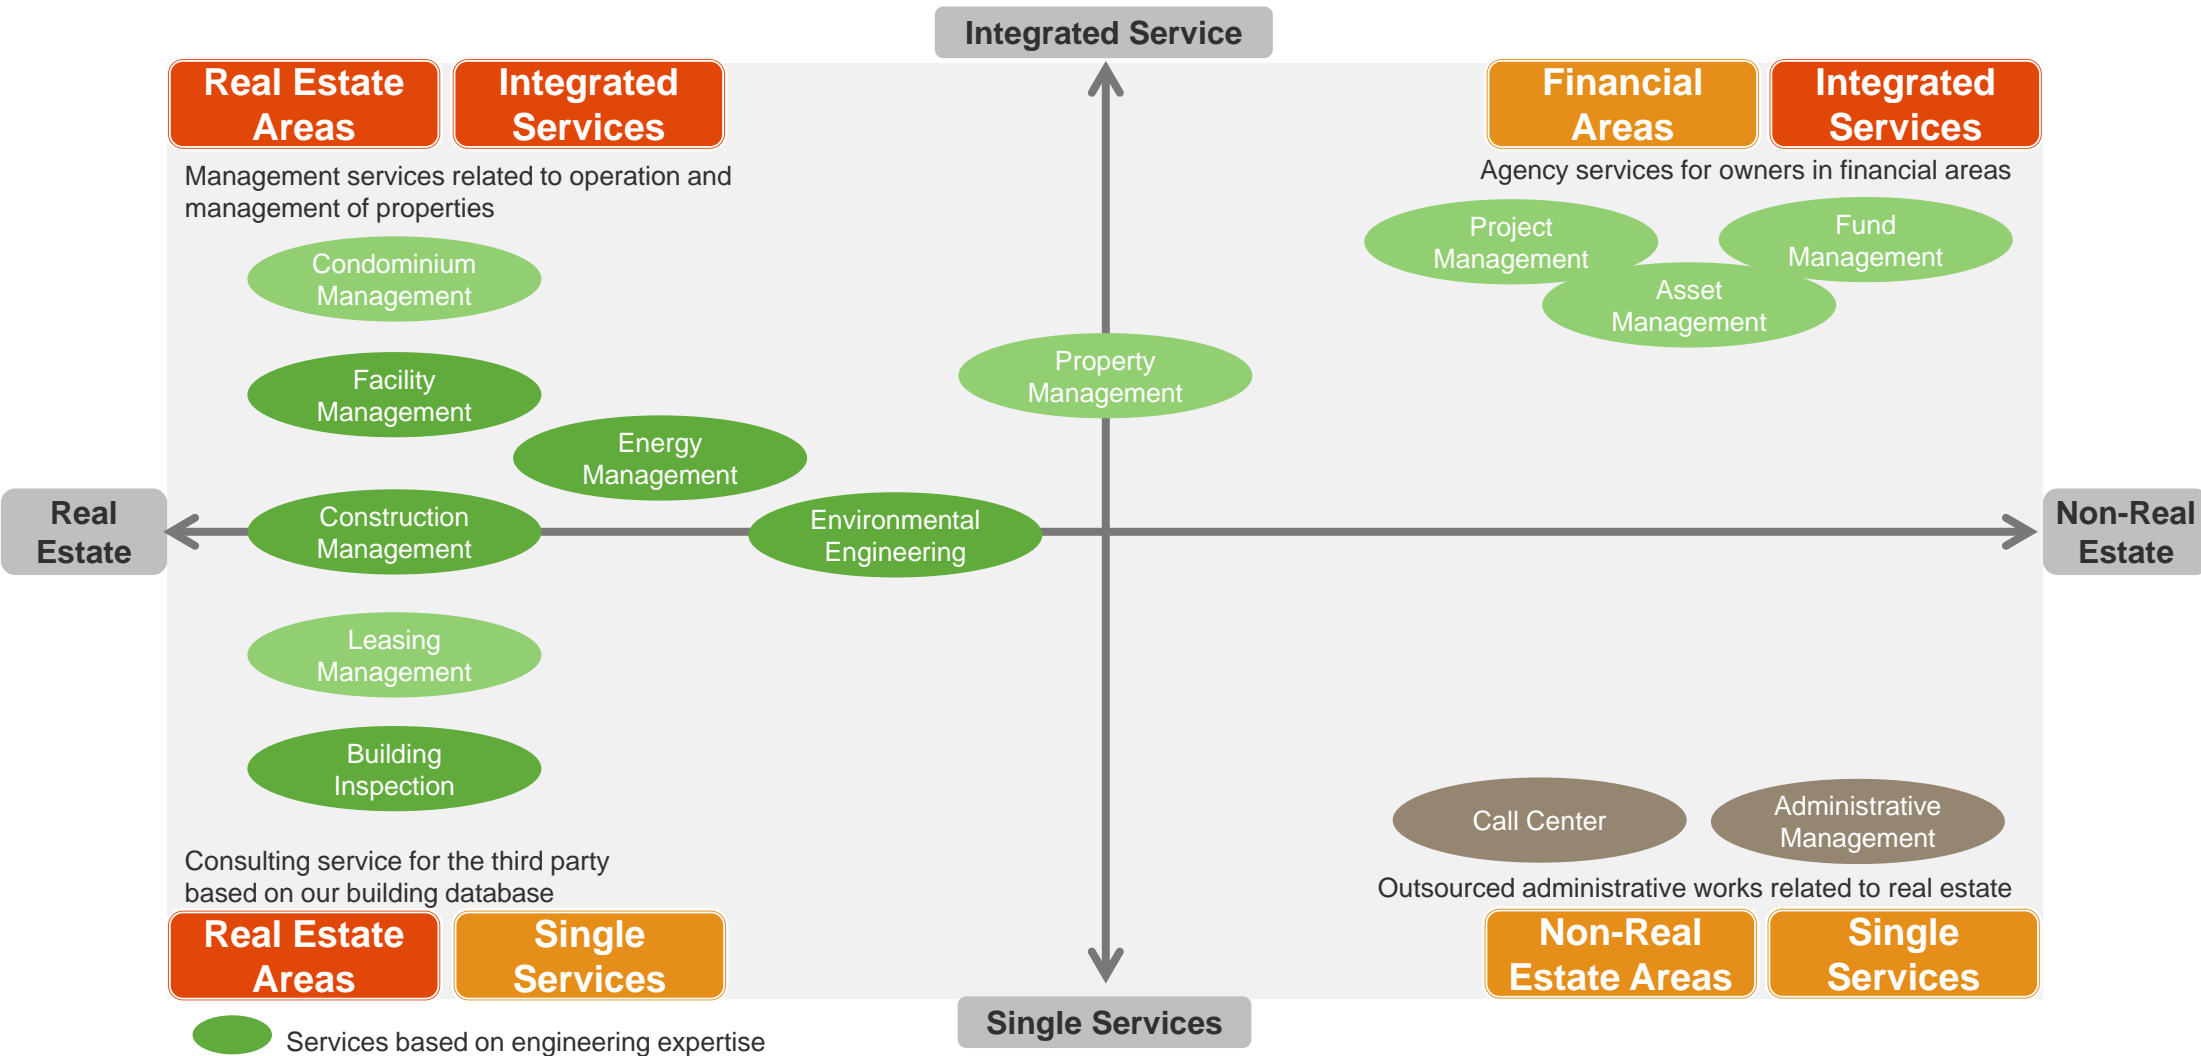 Integrated Service
Real Estate
Areas
Integrated
Services
Financial
Areas
Integrated
Services
Management services related to operation and
management of properties
Agency services for owners in financial areas
Condominium
Management
Project
Management
Fund
Management
Asset
Management
Facility
Management
Property
Management
Energy
Management
Real
Estate
Construction
Management
Environmental
Engineering
Non-Real
Estate
Leasing
Management
Building
Inspection
Call Center
Administrative
Management
Consulting service for the third party
based on our building database
Outsourced administrative works related to real estate
Real Estate
Areas
Single
Services
Non-Real
Estate Areas
Single
Services
Single Services
Services based on engineering expertise